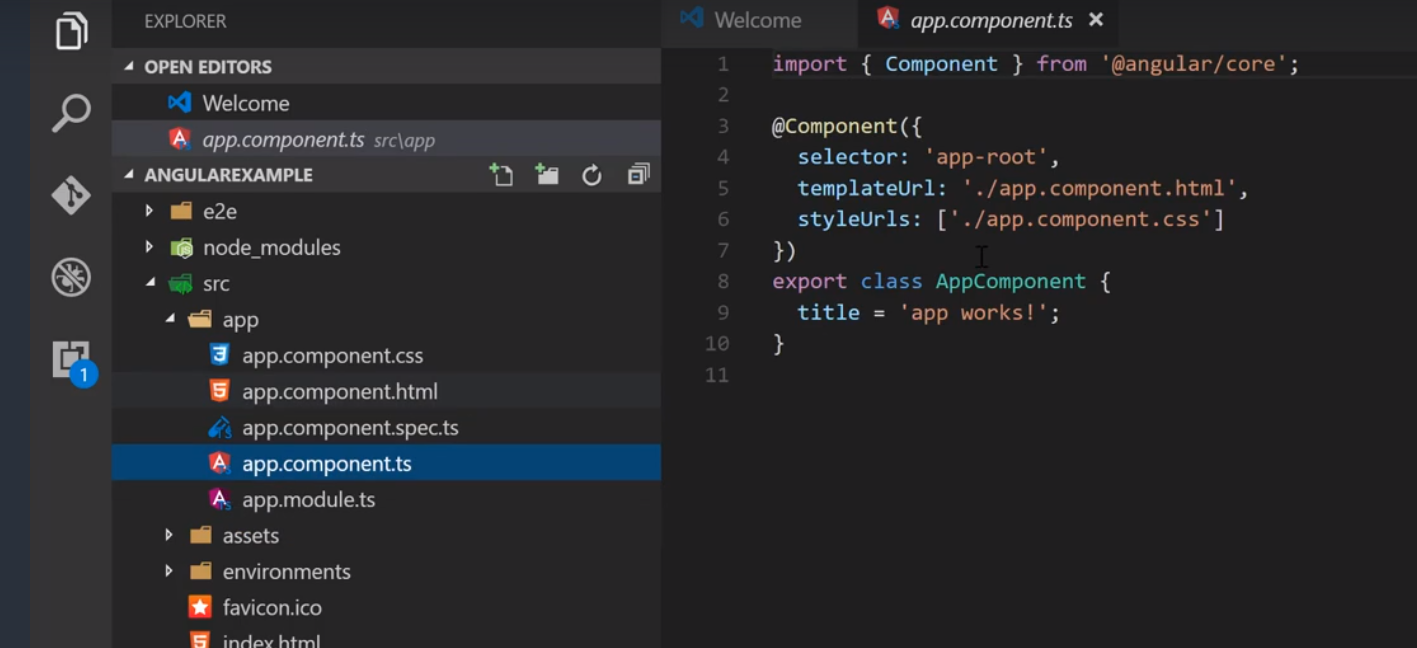 EXPLORER
OPEN EDITORS
Welcome
app.component.ts src\app
ANGULAREXAMPLE
e2e
node_modules
src
app
app.component.css
app.component.html
app.component.spec.ts
app.component.ts
app.module.ts
assets
environments
favicon.ico
index.html
1
Welcome
app.component.ts
1 import { Component } from '@angular/core';
2
3 @Component({
4 selector: 'app-root',
5 templateUrl: './app.component.html',
6 styleUrls: ['./app.component.css']
7 })
8 export class AppComponent {
9 title = 'app works!';
10 }
11